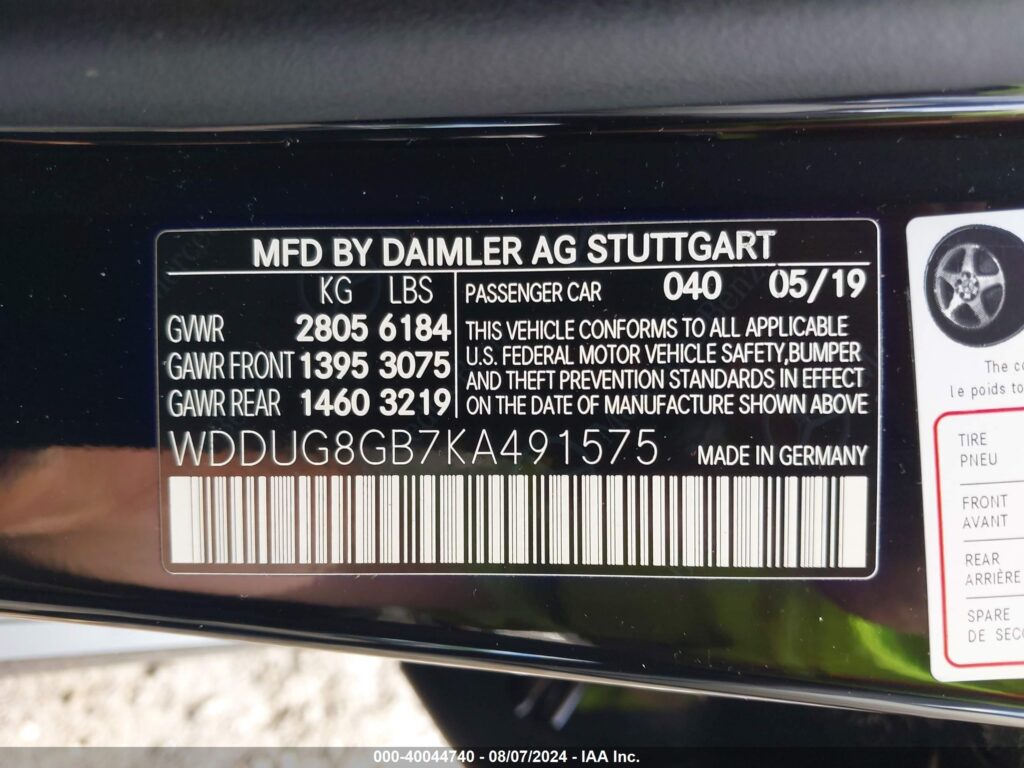 MFD BY DAIMLER AG STUTTGART
KG LBS
GVWR 2805 6184
GAWR FRONT 1395 3075
GAWR REAR 1460 3219
PASSENGER CAR 040 05/19
THIS VEHICLE CONFORMS TO ALL APPLICABLE
U.S. FEDERAL MOTOR VEHICLE SAFETY,BUMPER
AND THEFT PREVENTION STANDARDS IN EFFECT
ON THE DATE OF MANUFACTURE SHOWN ABOVE
WDDUG8GB7KA491575 MADE IN GERMANY
The
le poids
TIRE
PNEU
FRONT
AVANT
REAR
ARRIÈRE
SPARE
DE
000-40044740 - 08/07/2024 - IAA Inc.